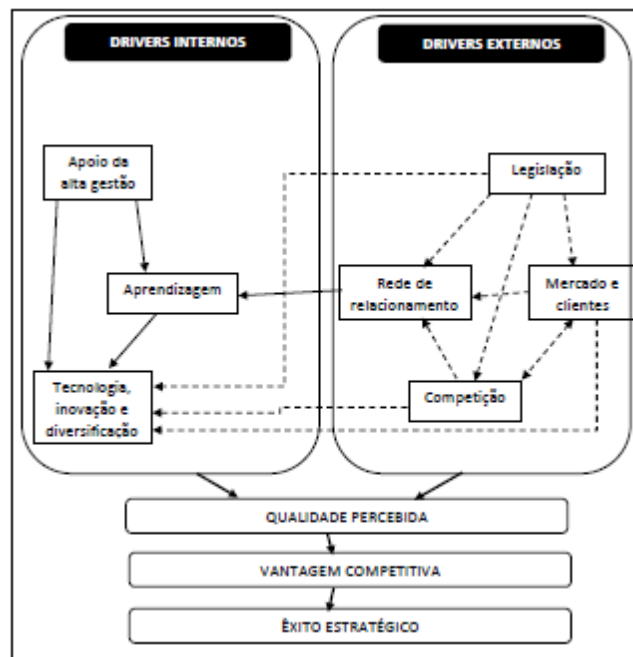 DRIVERS INTERNOS
DRIVERS EXTERNOS
Apoio da
alta gestão
Legislação
Aprendizagem
Rede de
relacionamento
Mercado e
clientes
Tecnologia,
inovação e
diversificação
Competição
QUALIDADE PERCEBIDA
VANTAGEM COMPETITIVA
ÊXITO ESTRATÉGICO